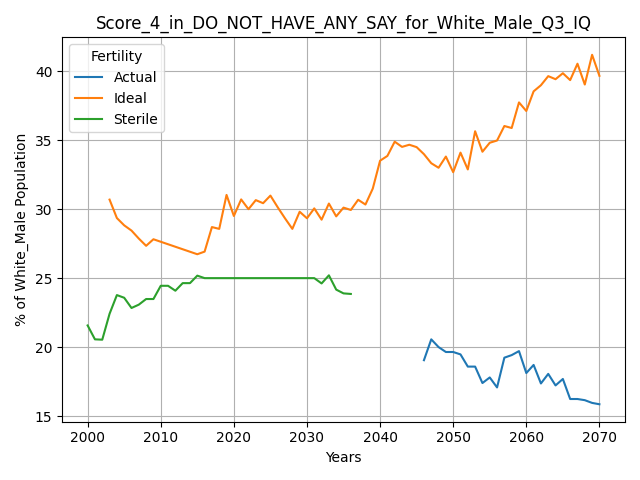 Score_4_in_DO_NOT_HAVE_ANY_SAY_for_White_Male_Q3_IQ
Fertility
Actual
Ideal
Sterile
% of White_Male Population
40
35
30
25
20
15
2000 2010 2020 2030 2040 2050 2060 2070
Years